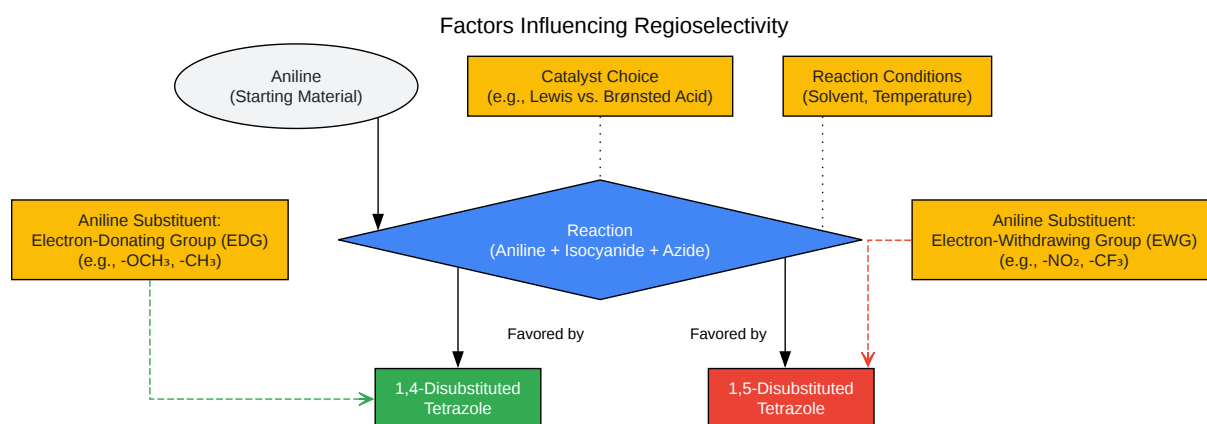 Factors Influencing Regioselectivity
Aniline
(Starting Material)
Catalyst Choice
(e.g., Lewis vs. Brønsted Acid)
Reaction Conditions
(Solvent, Temperature)
Aniline Substituent:
Electron-Donating Group (EDG)
(e.g., -OCH₃, -CH₃)
Reaction
(Aniline + Isocyanide + Azide)
Aniline Substituent:
Electron-Withdrawing Group (EWG)
(e.g., -NO₂, -CF₃)
Favored by
Favored by
1,4-Disubstituted
Tetrazole
1,5-Disubstituted
Tetrazole